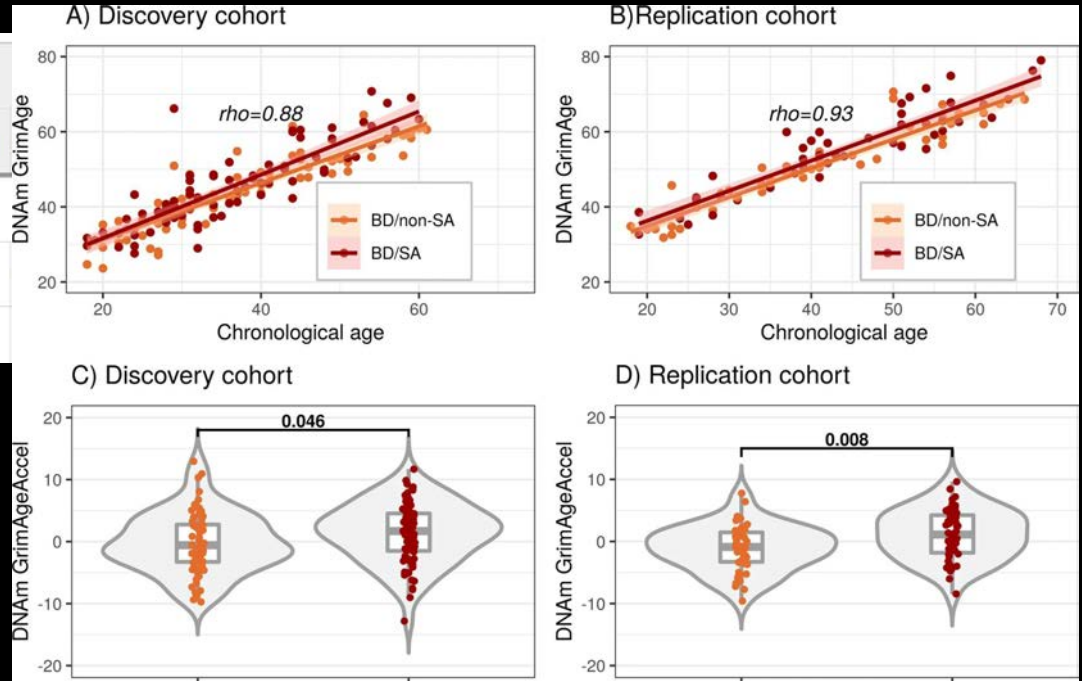 A) Discovery cohort
80
60
40
20
DNAm GrimAge
rho=0.88
BD/non-SA
BD/SA
20 40 60
Chronological age
B)Replication cohort
80
60
40
20
DNAm GrimAge
rho=0.93
BD/non-SA
BD/SA
20 30 40 50 60 70
Chronological age
C) Discovery cohort
20
10
0
-10
-20
DNAm GrimAgeAccel
0.046
D) Replication cohort
20
10
0
-10
-20
DNAm GrimAgeAccel
0.008